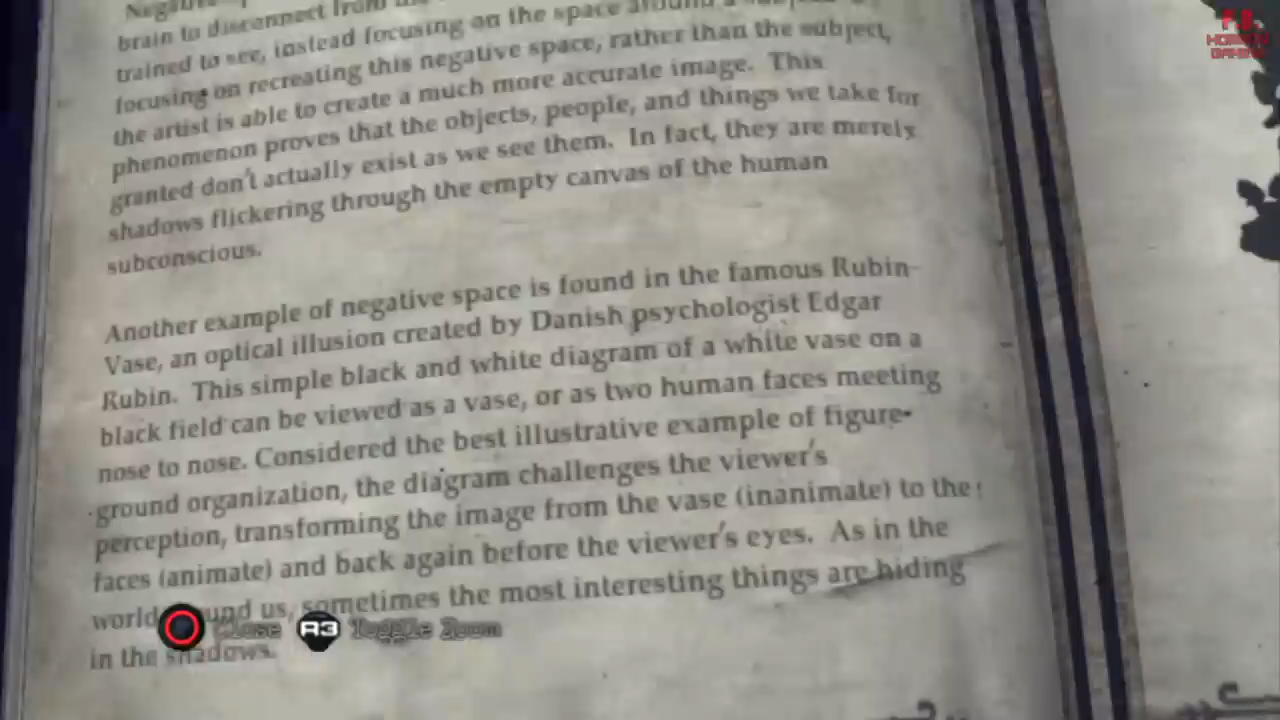 Negative
brain to disconnect from
trained to see, instead focusing on the space around a
focusing on recreating this negative space, rather than the subject,
the artist is able to create a much more accurate image. This
phenomenon proves that the objects, people, and things we take for
granted don't actually exist as we see them. In fact, they are merely
shadows flickering through the empty canvas of the human
subconscious.
Another example of negative space is found in the famous Rubin
Vase, an optical illusion created by Danish psychologist Edgar
Rubin. This simple black and white diagram of a white vase on a
black field can be viewed as a vase, or as two human faces meeting
nose to nose. Considered the best illustrative example of figure-
ground organization, the diagram challenges the viewer's
perception, transforming the image from the vase (inanimate) to the
faces (animate) and back again before the viewer's eyes. As in the
world around us, sometimes the most interesting things are hiding
in the shadows.
Close R3 Toggle Zoom